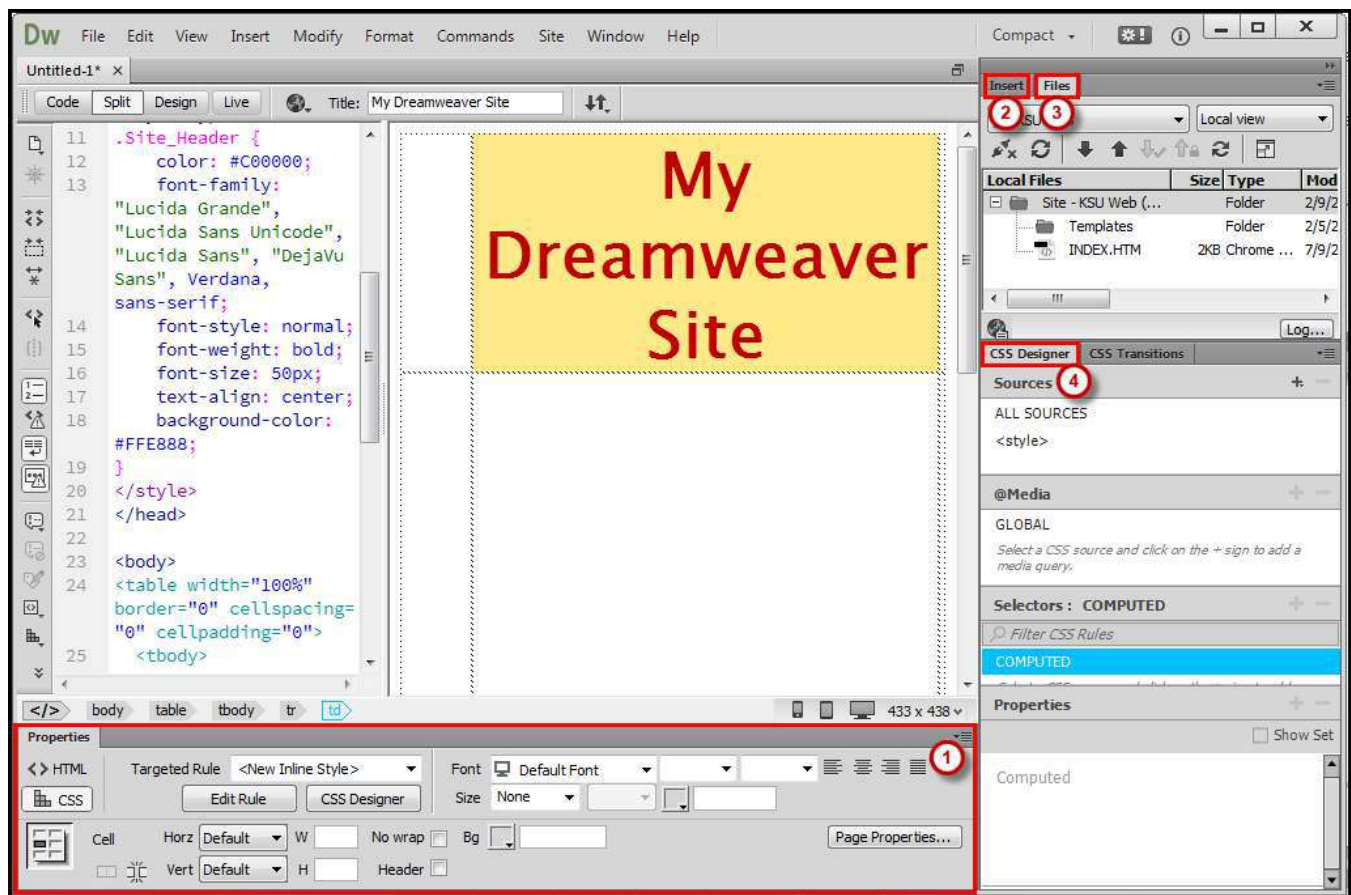 Dw File Edit View Insert Modify Format Commands Site Window Help
Compact
Untitled-1* ×
Code Split Design Live Title: My Dreamweaver Site
11 .Site_Header {
12 color: #C00000;
13 font-family:
"Lucida Grande",
"Lucida Sans Unicode",
"Lucida Sans", "DejaVu
Sans", Verdana,
sans-serif;
14 font-style: normal;
15 font-weight: bold;
16 font-size: 50px;
17 text-align: center;
18 background-color:
#FFE888;
19 }
20 </style>
21 </head>
22
23 <body>
24 <table width="100%"
border="0" cellspacing=
"0" cellpadding="0">
25 <tbody>
My
Dreamweaver
Site
</> body table tbody tr td
433 x 438
Properties
1
<> HTML Targeted Rule <New Inline Style> Font Default Font
CSS Edit Rule CSS Designer Size None
Cell Horz Default W No wrap Bg Page Properties...
Vert Default H Header
Insert Files
2 3
Local view
Local Files Size Type Mod
Site - KSU Web (... Folder 2/9/2
Templates Folder 2/5/2
INDEX.HTM 2KB Chrome ... 7/9/2
Log...
CSS Designer CSS Transitions
Sources 4
ALL SOURCES
<style>
@Media
GLOBAL
Select a CSS source and click on the + sign to add a
media query.
Selectors : COMPUTED
Filter CSS Rules
COMPUTED
Properties
Show Set
Computed